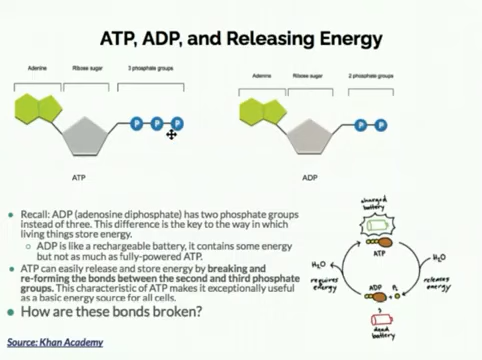 ATP, ADP, and Releasing Energy
Adenine Ribose sugar 3 phosphate groups
Adenine Ribose sugar 2 phosphate groups
P P P
P P
ATP
ADP
Recall: ADP (adenosine diphosphate) has two phosphate groups
instead of three. This difference is the key to the way in which
living things store energy.
ADP is like a rechargeable battery, it contains some energy
but not as much as fully-powered ATP.
ATP can easily release and store energy by breaking and
re-forming the bonds between the second and third phosphate
groups. This characteristic of ATP makes it exceptionally useful
as a basic energy source for all cells.
How are these bonds broken?
Source: Khan Academy
charged
battery
ATP
H₂O
requires
energy
H₂O
releases
energy
ADP + Pᵢ
dead
battery